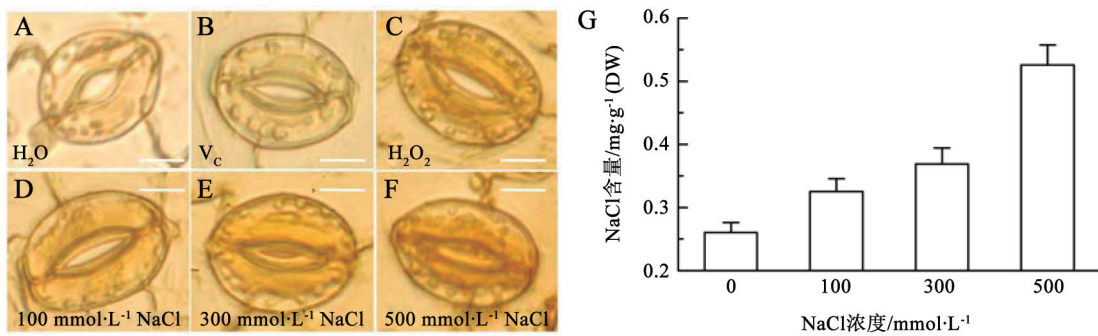 A
H₂O
B
V_C
C
H₂O₂
D
100 mmol·L⁻¹ NaCl
E
300 mmol·L⁻¹ NaCl
F
500 mmol·L⁻¹ NaCl
G
NaCl含量/mg·g⁻¹ (DW)
0.6
0.5
0.4
0.3
0.2
0 100 300 500
NaCl浓度/mmol·L⁻¹